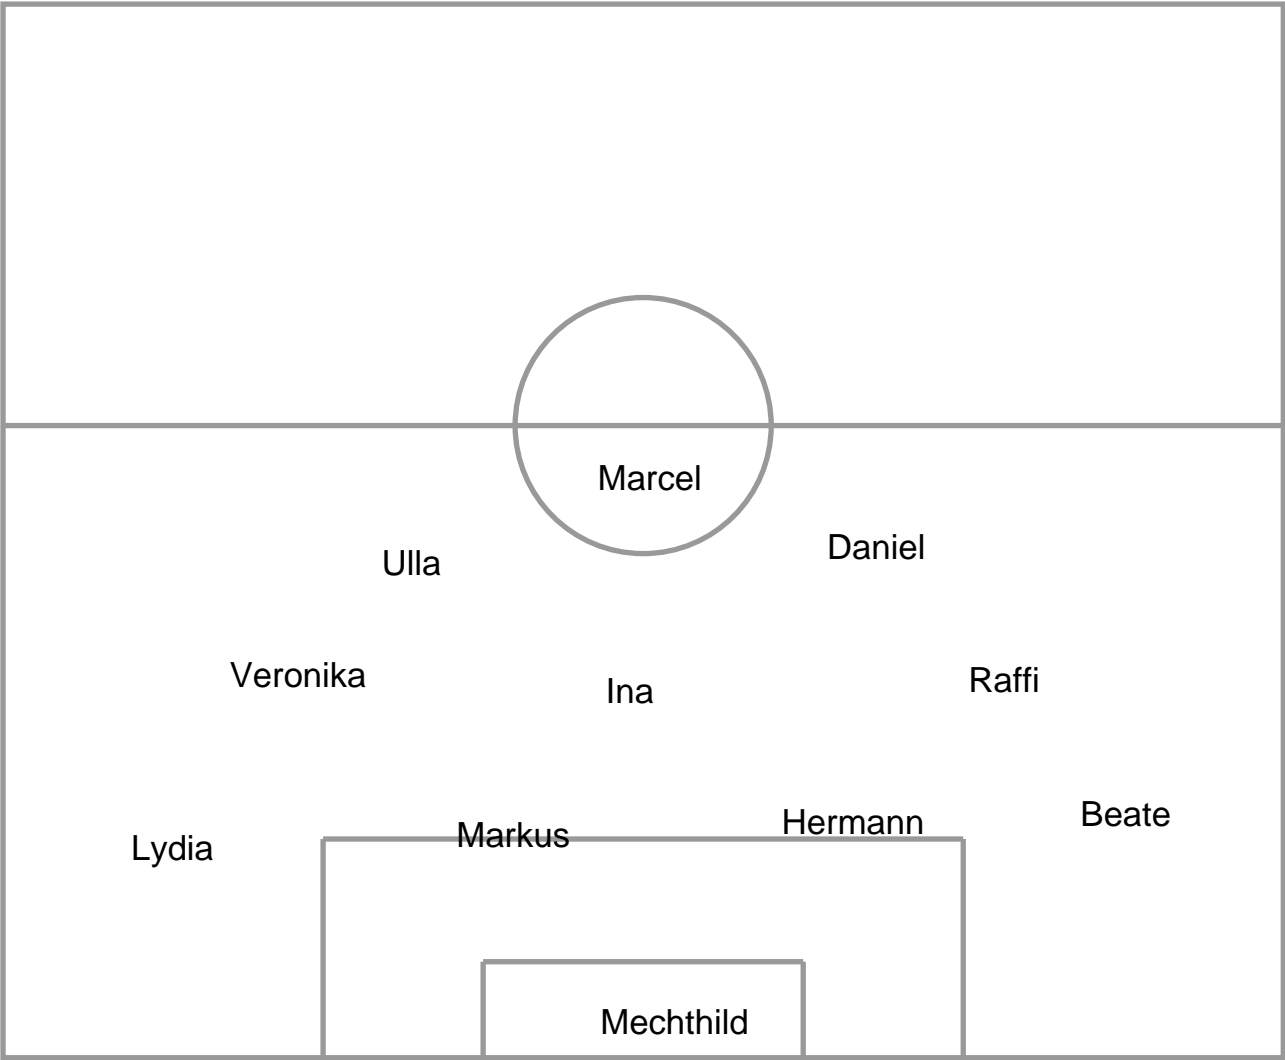 Marcel
Ulla
Daniel
Veronika
Ina
Raffi
Lydia
Markus
Hermann
Beate
Mechthild